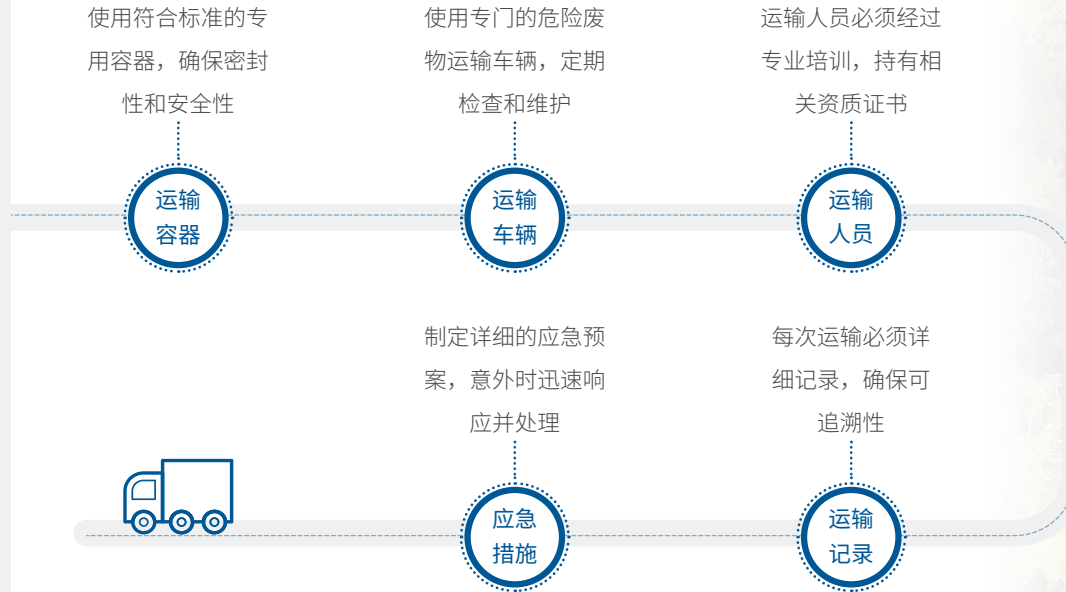 使用符合标准的专
用容器，确保密封
性和安全性
运输
容器
使用专门的危险废
物运输车辆，定期
检查和维护
运输
车辆
运输人员必须经过
专业培训，持有相
关资质证书
运输
人员
制定详细的应急预
案，意外时迅速响
应并处理
应急
措施
每次运输必须详
细记录，确保可
追溯性
运输
记录